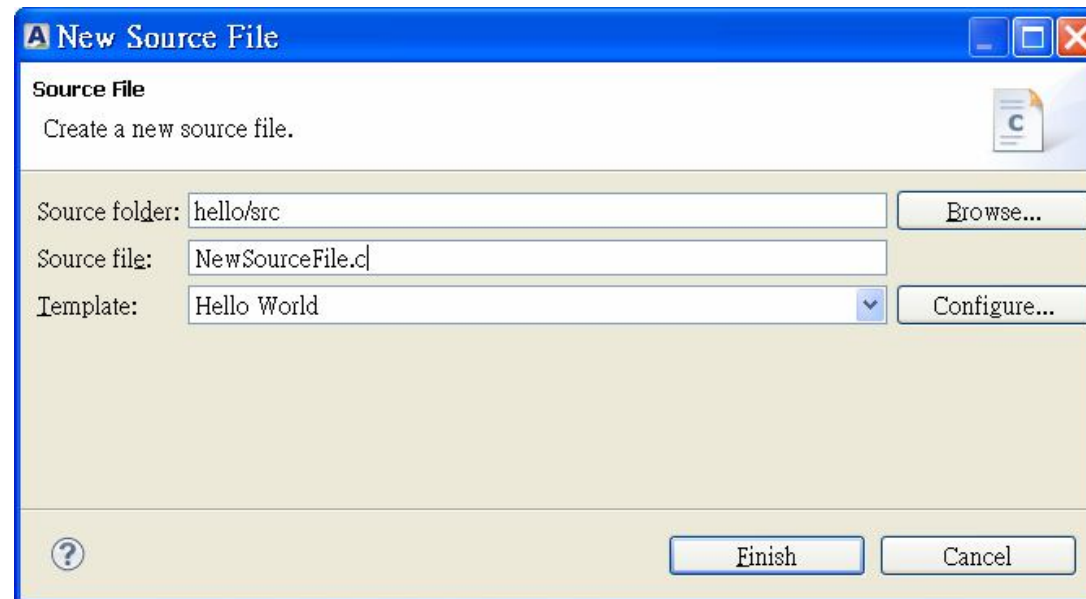 New Source File
Source File
Create a new source file.
C
Source folder: hello/src Browse...
Source file: NewSourceFile.c
Template: Hello World Configure...
? Finish Cancel